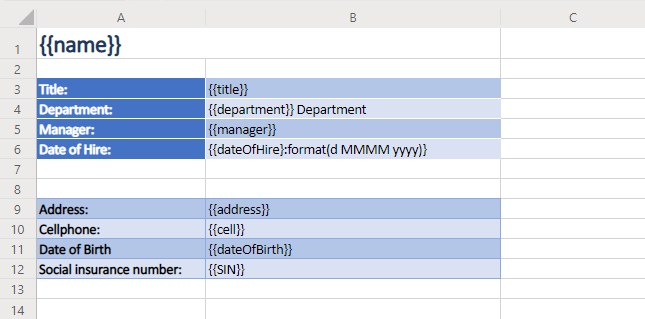 A B C
1 {{name}}
2
3 Title: {{title}}
4 Department: {{department}} Department
5 Manager: {{manager}}
6 Date of Hire: {{dateOfHire}:format(d MMMM yyyy)}
7
8
9 Address: {{address}}
10 Cellphone: {{cell}}
11 Date of Birth {{dateOfBirth}}
12 Social insurance number: {{SIN}}
13
14